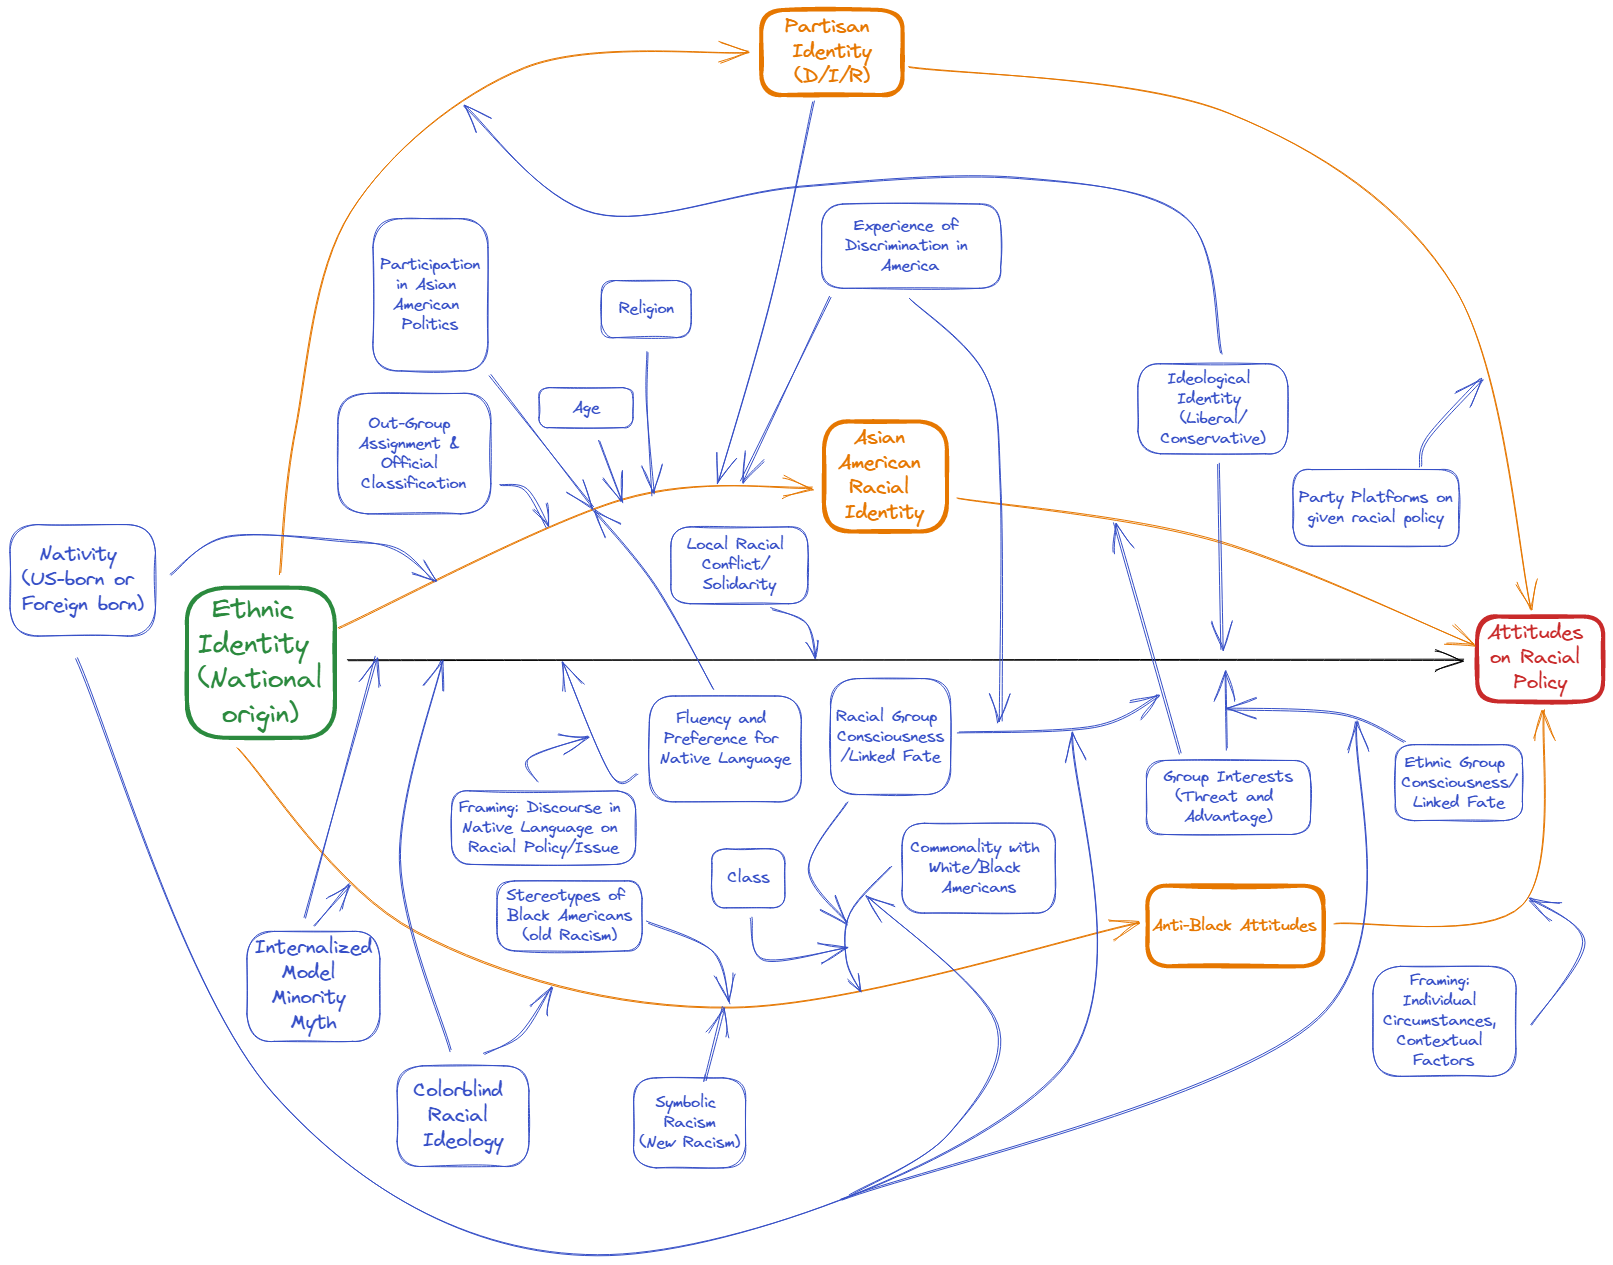 Partisan
Identity
(D/I/R)
Experience of
Discrimination in
America
Participation
in Asian
American
Politics
Religion
Age
Ideological
Identity
(Liberal/
Conservative)
Out-Group
Assignment &
Official
Classification
Asian
American
Racial
Identity
Party Platforms on
given racial policy
Nativity
(US-born or
Foreign born)
Local Racial
Conflict/
Solidarity
Ethnic
Identity
(National
origin)
Attitudes
on Racial
Policy
Fluency and
Preference for
Native Language
Racial Group
Consciousness
/Linked Fate
Group Interests
(Threat and
Advantage)
Ethnic Group
Consciousness/
Linked Fate
Framing: Discourse in
Native Language on
Racial Policy/Issue
Class
Commonality with
White/Black
Americans
Stereotypes of
Black Americans
(old Racism)
Anti-Black Attitudes
Internalized
Model
Minority
Myth
Framing:
Individual
Circumstances,
Contextual
Factors
Colorblind
Racial
Ideology
Symbolic
Racism
(New Racism)